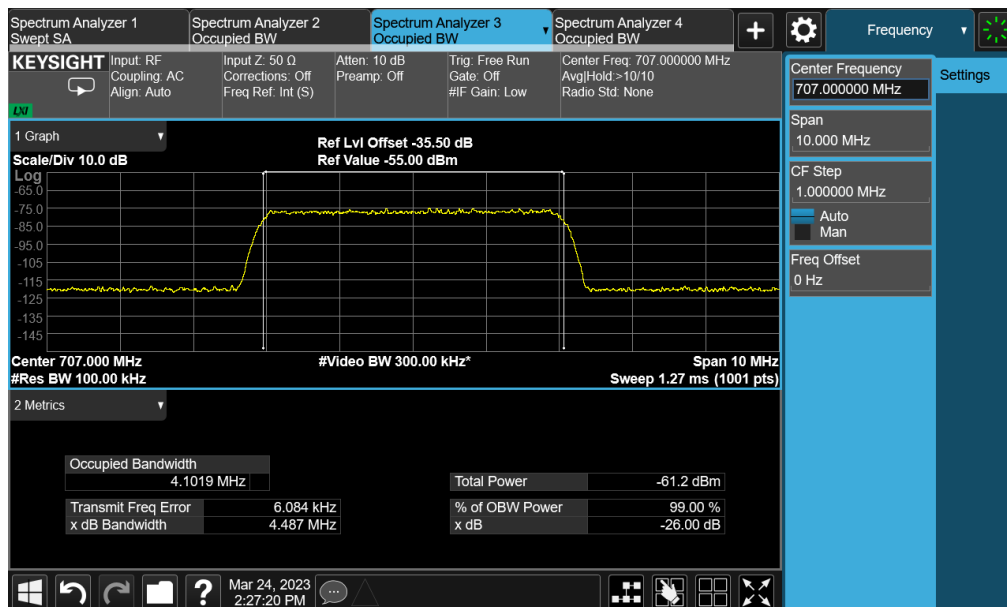 Spectrum Analyzer 1
Swept SA
Spectrum Analyzer 2
Occupied BW
Spectrum Analyzer 3
Occupied BW
Spectrum Analyzer 4
Occupied BW
+
Frequency
KEYSIGHT
LXI
Input: RF
Coupling: AC
Align: Auto
Input Z: 50 Ω
Corrections: Off
Freq Ref: Int (S)
Atten: 10 dB
Preamp: Off
Trig: Free Run
Gate: Off
#IF Gain: Low
Center Freq: 707.000000 MHz
Avg|Hold:>10/10
Radio Std: None
Center Frequency
707.000000 MHz
Settings
Span
10.000 MHz
CF Step
1.000000 MHz
Auto
Man
Freq Offset
0 Hz
1 Graph
Scale/Div 10.0 dB
Ref Lvl Offset -35.50 dB
Ref Value -55.00 dBm
Log
-65.0
-75.0
-85.0
-95.0
-105
-115
-125
-135
-145
Center 707.000 MHz
#Video BW 300.00 kHz*
Span 10 MHz
#Res BW 100.00 kHz
Sweep 1.27 ms (1001 pts)
2 Metrics
Occupied Bandwidth
4.1019 MHz
Total Power -61.2 dBm
Transmit Freq Error 6.084 kHz
% of OBW Power 99.00 %
x dB Bandwidth 4.487 MHz
x dB -26.00 dB
?
Mar 24, 2023
2:27:20 PM